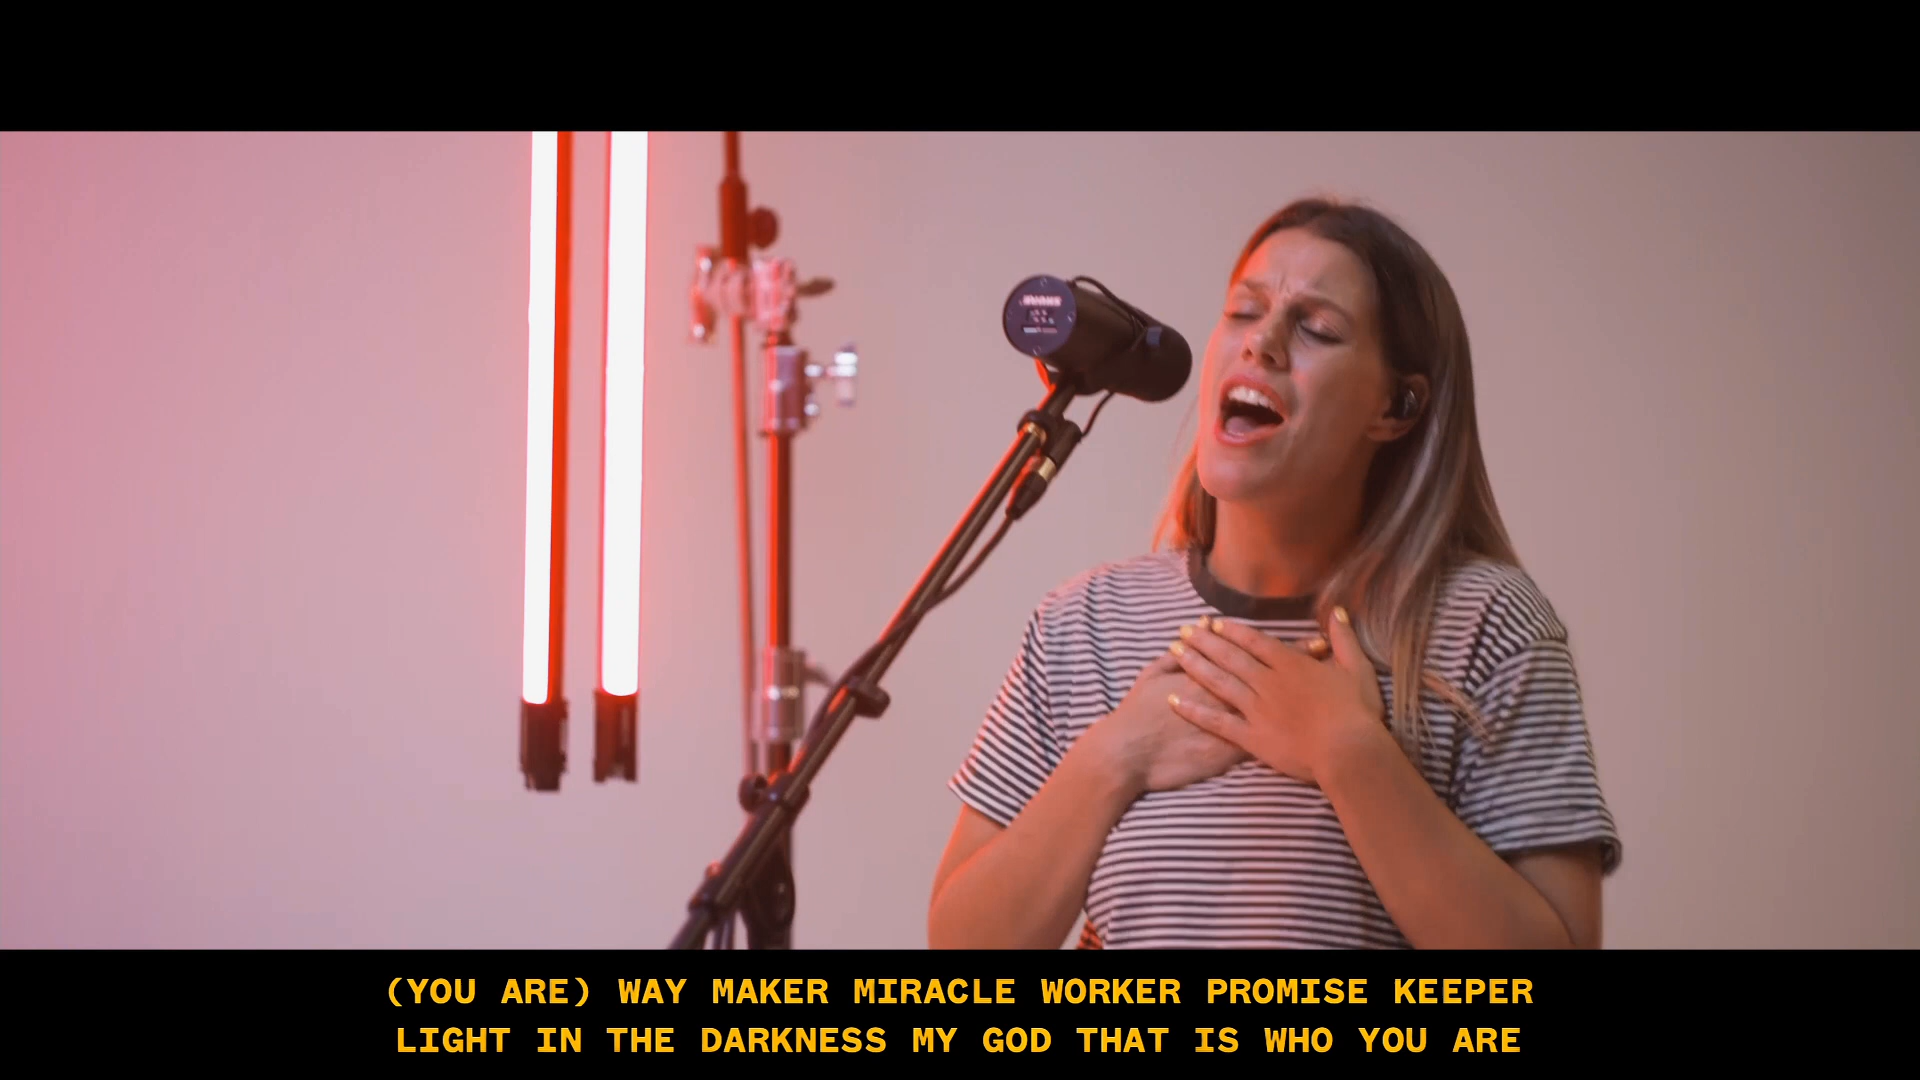 SHURE
(YOU ARE) WAY MAKER MIRACLE WORKER PROMISE KEEPER
LIGHT IN THE DARKNESS MY GOD THAT IS WHO YOU ARE